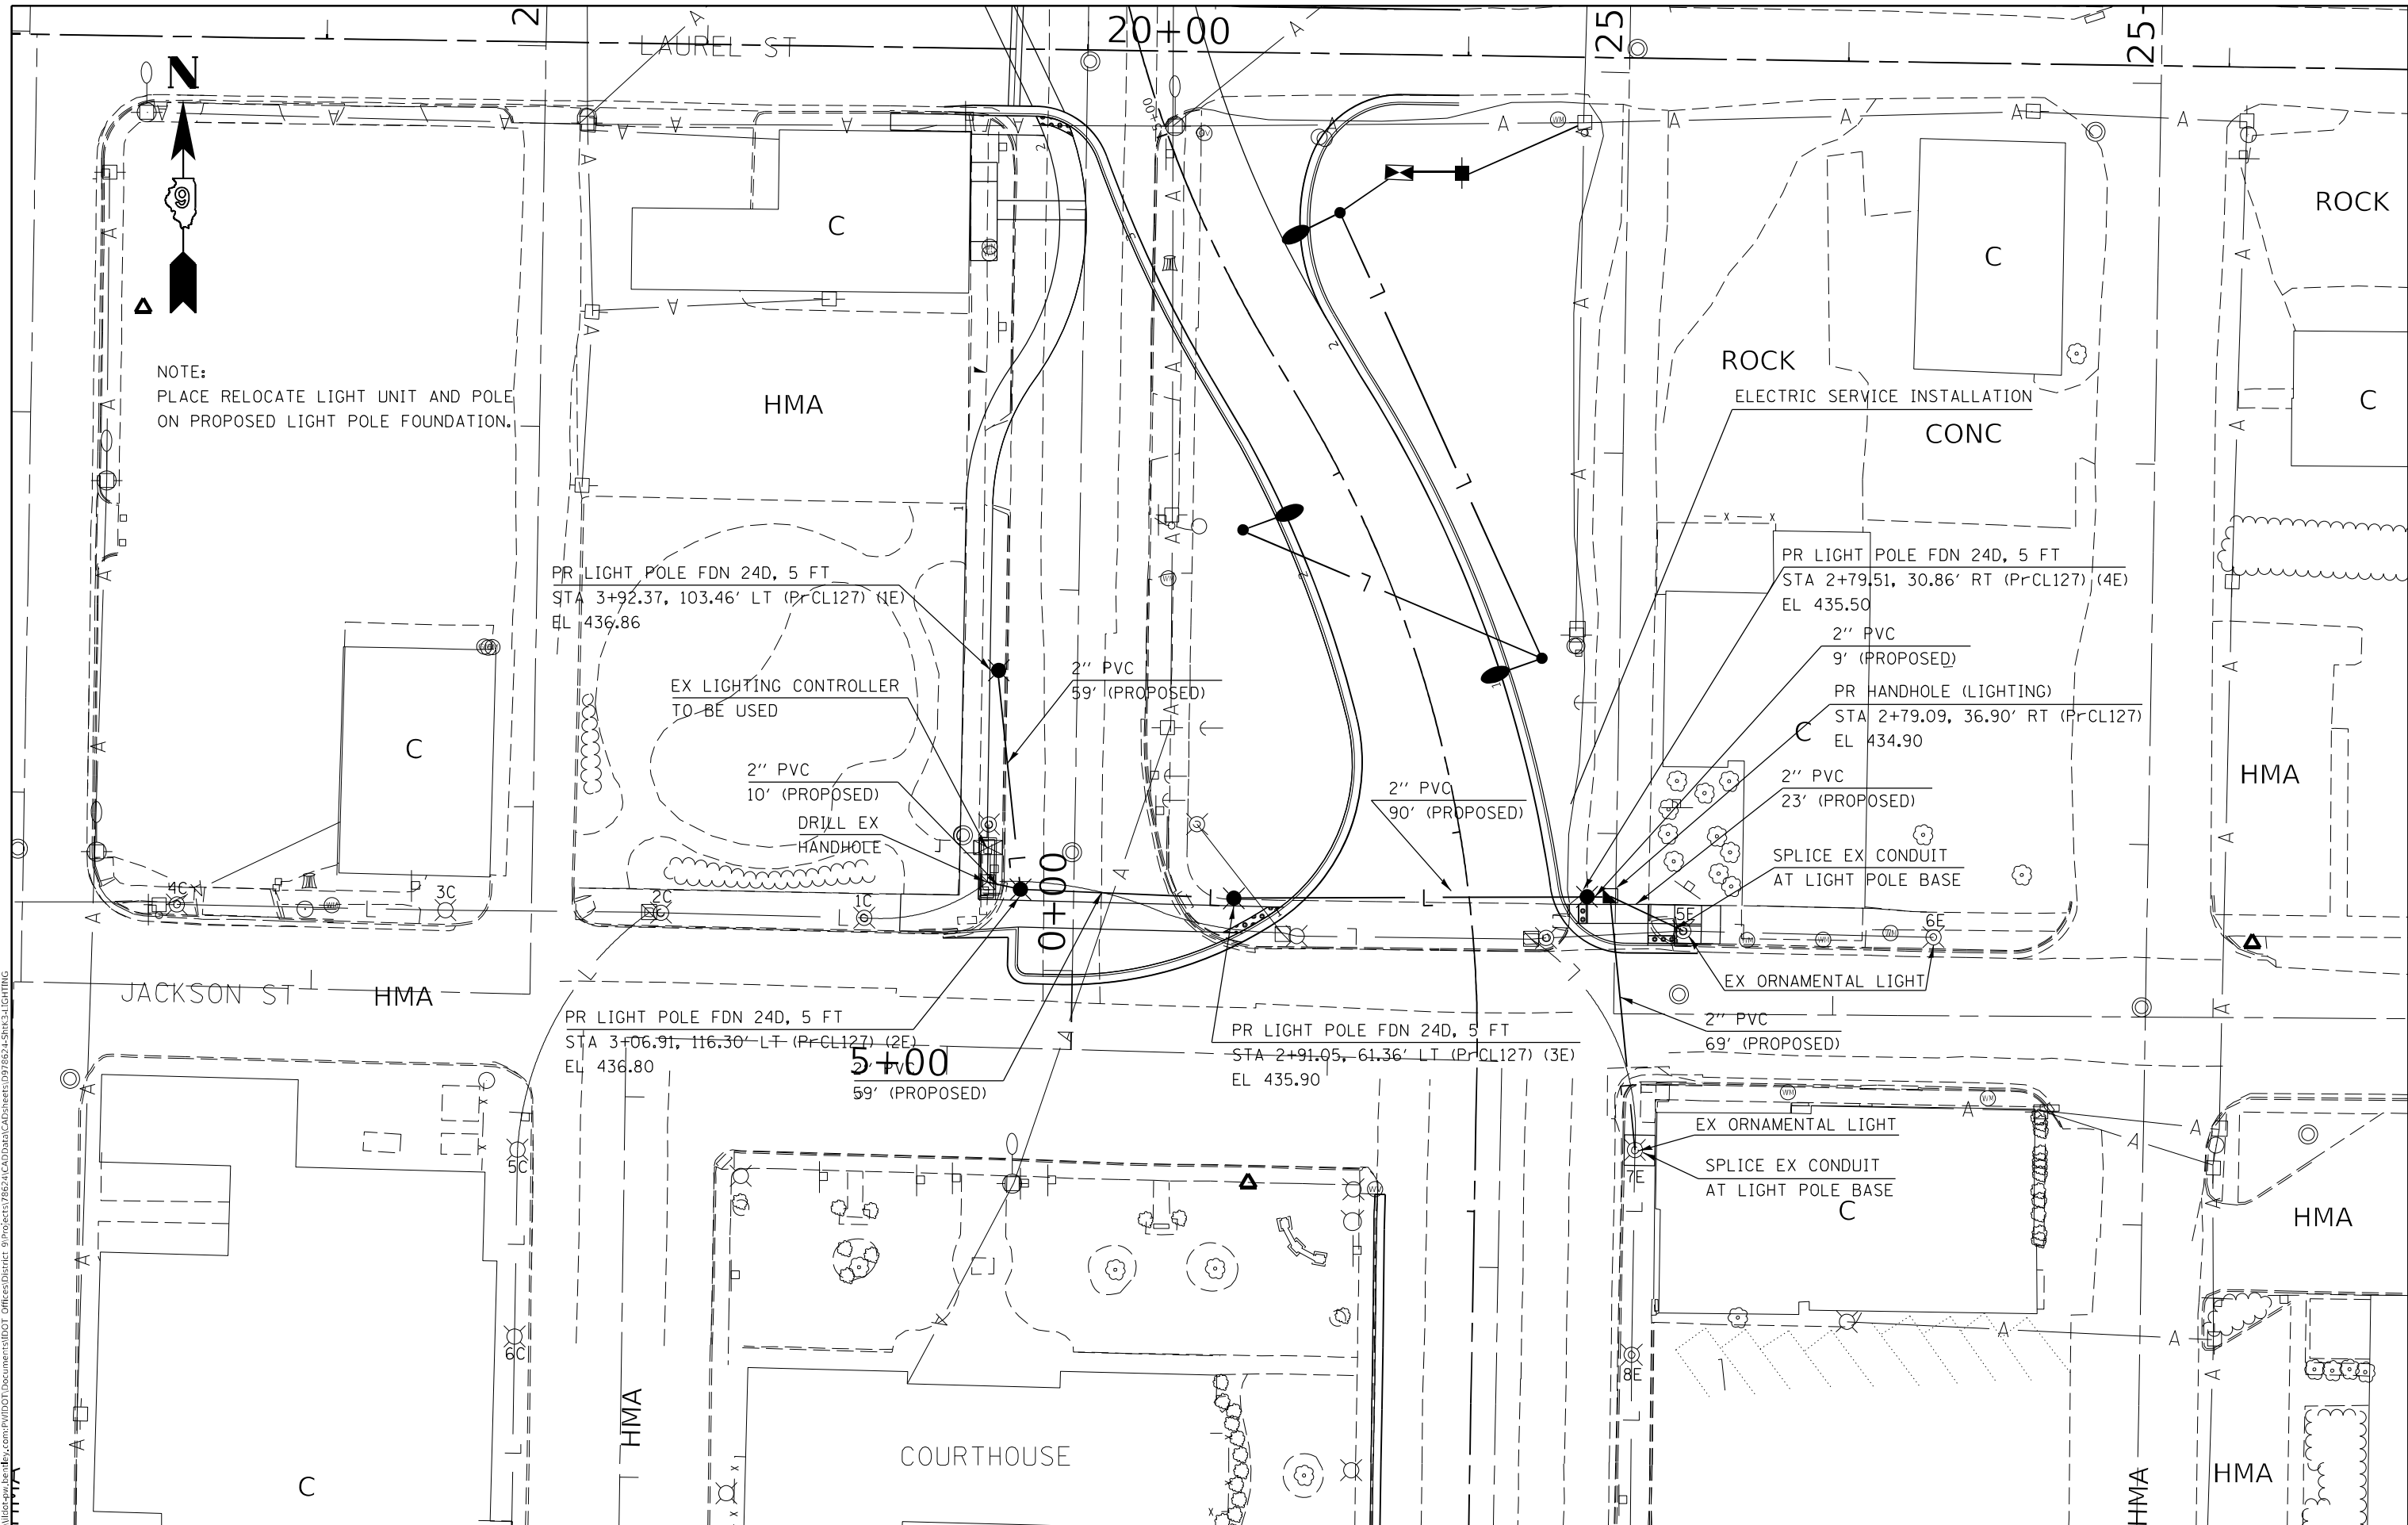 LAUREL ST
20+00
25
25-
2
N
9
NOTE:
PLACE RELOCATE LIGHT UNIT AND POLE
ON PROPOSED LIGHT POLE FOUNDATION.
C
HMA
C
ROCK
ROCK
C
ELECTRIC SERVICE INSTALLATION
CONC
PR LIGHT POLE FDN 24D, 5 FT
STA 3+92.37, 103.46' LT (PrCL127) (1E)
EL 436.86
PR LIGHT POLE FDN 24D, 5 FT
STA 2+79.51, 30.86' RT (PrCL127) (4E)
EL 435.50
2'' PVC
9' (PROPOSED)
2'' PVC
59' (PROPOSED)
EX LIGHTING CONTROLLER
TO BE USED
PR HANDHOLE (LIGHTING)
STA 2+79.09, 36.90' RT (PrCL127)
EL 434.90
C
C
HMA
2'' PVC
10' (PROPOSED)
2'' PVC
90' (PROPOSED)
2'' PVC
23' (PROPOSED)
DRILL EX
HANDHOLE
SPLICE EX CONDUIT
AT LIGHT POLE BASE
0+00
4C
3C
2C
1C
5E
6E
JACKSON ST
HMA
EX ORNAMENTAL LIGHT
PR LIGHT POLE FDN 24D, 5 FT
STA 3+06.91, 116.30' LT (PrCL127) (2E)
EL 436.80
5+00
2'' PVC
59' (PROPOSED)
PR LIGHT POLE FDN 24D, 5 FT
STA 2+91.05, 61.36' LT (PrCL127) (3E)
EL 435.90
2'' PVC
69' (PROPOSED)
EX ORNAMENTAL LIGHT
SPLICE EX CONDUIT
AT LIGHT POLE BASE
C
5C
7E
HMA
6C
8E
HMA
COURTHOUSE
C
HMA
HMA
HMA